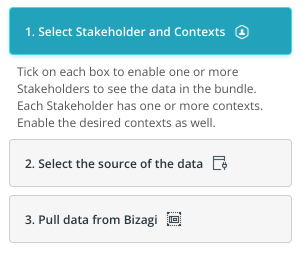 1. Select Stakeholder and Contexts
Tick on each box to enable one or more
Stakeholders to see the data in the bundle.
Each Stakeholder has one or more contexts.
Enable the desired contexts as well.
2. Select the source of the data
3. Pull data from Bizagi